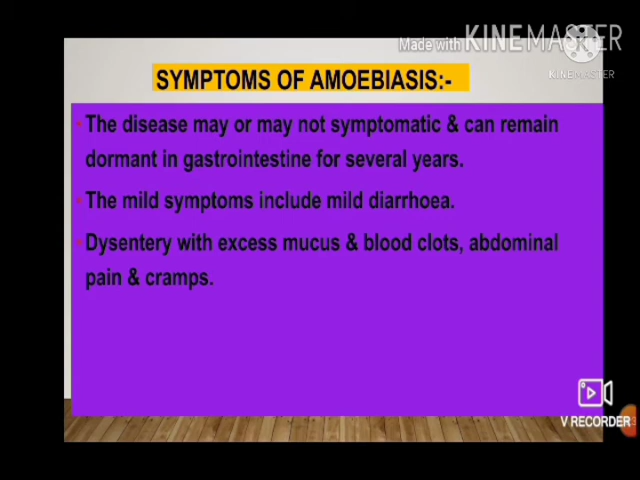 Made with KINEMASTER
KINEMASTER
SYMPTOMS OF AMOEBIASIS:-
• The disease may or may not symptomatic & can remain
dormant in gastrointestine for several years.
• The mild symptoms include mild diarrhoea.
• Dysentery with excess mucus & blood clots, abdominal
pain & cramps.
V RECORDER